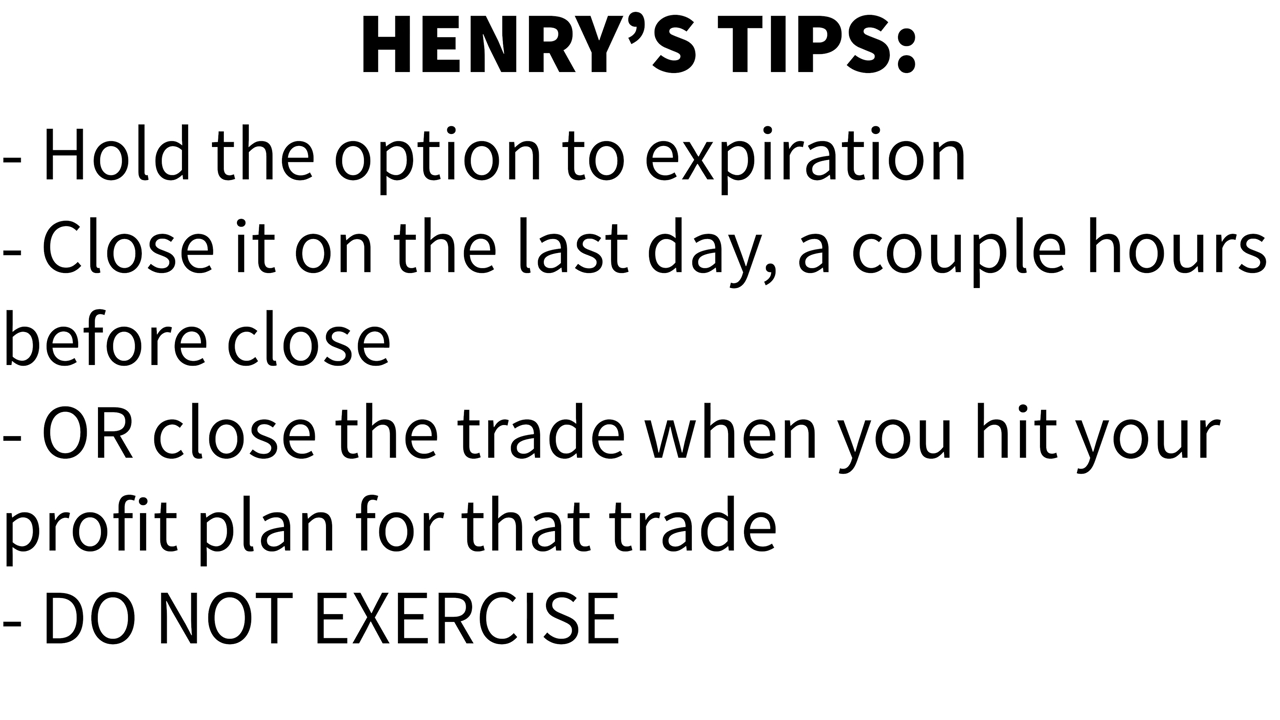 HENRY’S TIPS:
- Hold the option to expiration
- Close it on the last day, a couple hours
before close
- OR close the trade when you hit your
profit plan for that trade
- DO NOT EXERCISE